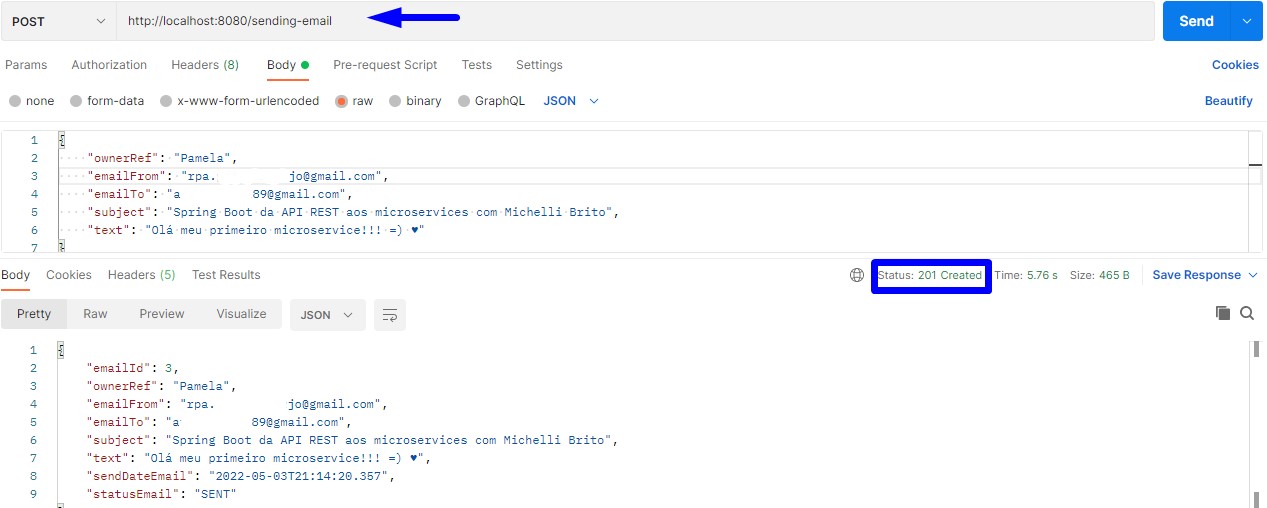 POST http://localhost:8080/sending-email Send
Params Authorization Headers (8) Body Pre-request Script Tests Settings Cookies
none form-data x-www-form-urlencoded raw binary GraphQL JSON Beautify
1 {
2 "ownerRef": "Pamela",
3 "emailFrom": "rpa. jo@gmail.com",
4 "emailTo": "a 89@gmail.com",
5 "subject": "Spring Boot da API REST aos microservices com Michelli Brito",
6 "text": "Olá meu primeiro microservice!!! =) ♥"
7 }
Body Cookies Headers (5) Test Results Status: 201 Created Time: 5.76 s Size: 465 B Save Response
Pretty Raw Preview Visualize JSON
1 {
2 "emailId": 3,
3 "ownerRef": "Pamela",
4 "emailFrom": "rpa. jo@gmail.com",
5 "emailTo": "a 89@gmail.com",
6 "subject": "Spring Boot da API REST aos microservices com Michelli Brito",
7 "text": "Olá meu primeiro microservice!!! =) ♥",
8 "sendDateEmail": "2022-05-03T21:14:20.357",
9 "statusEmail": "SENT"